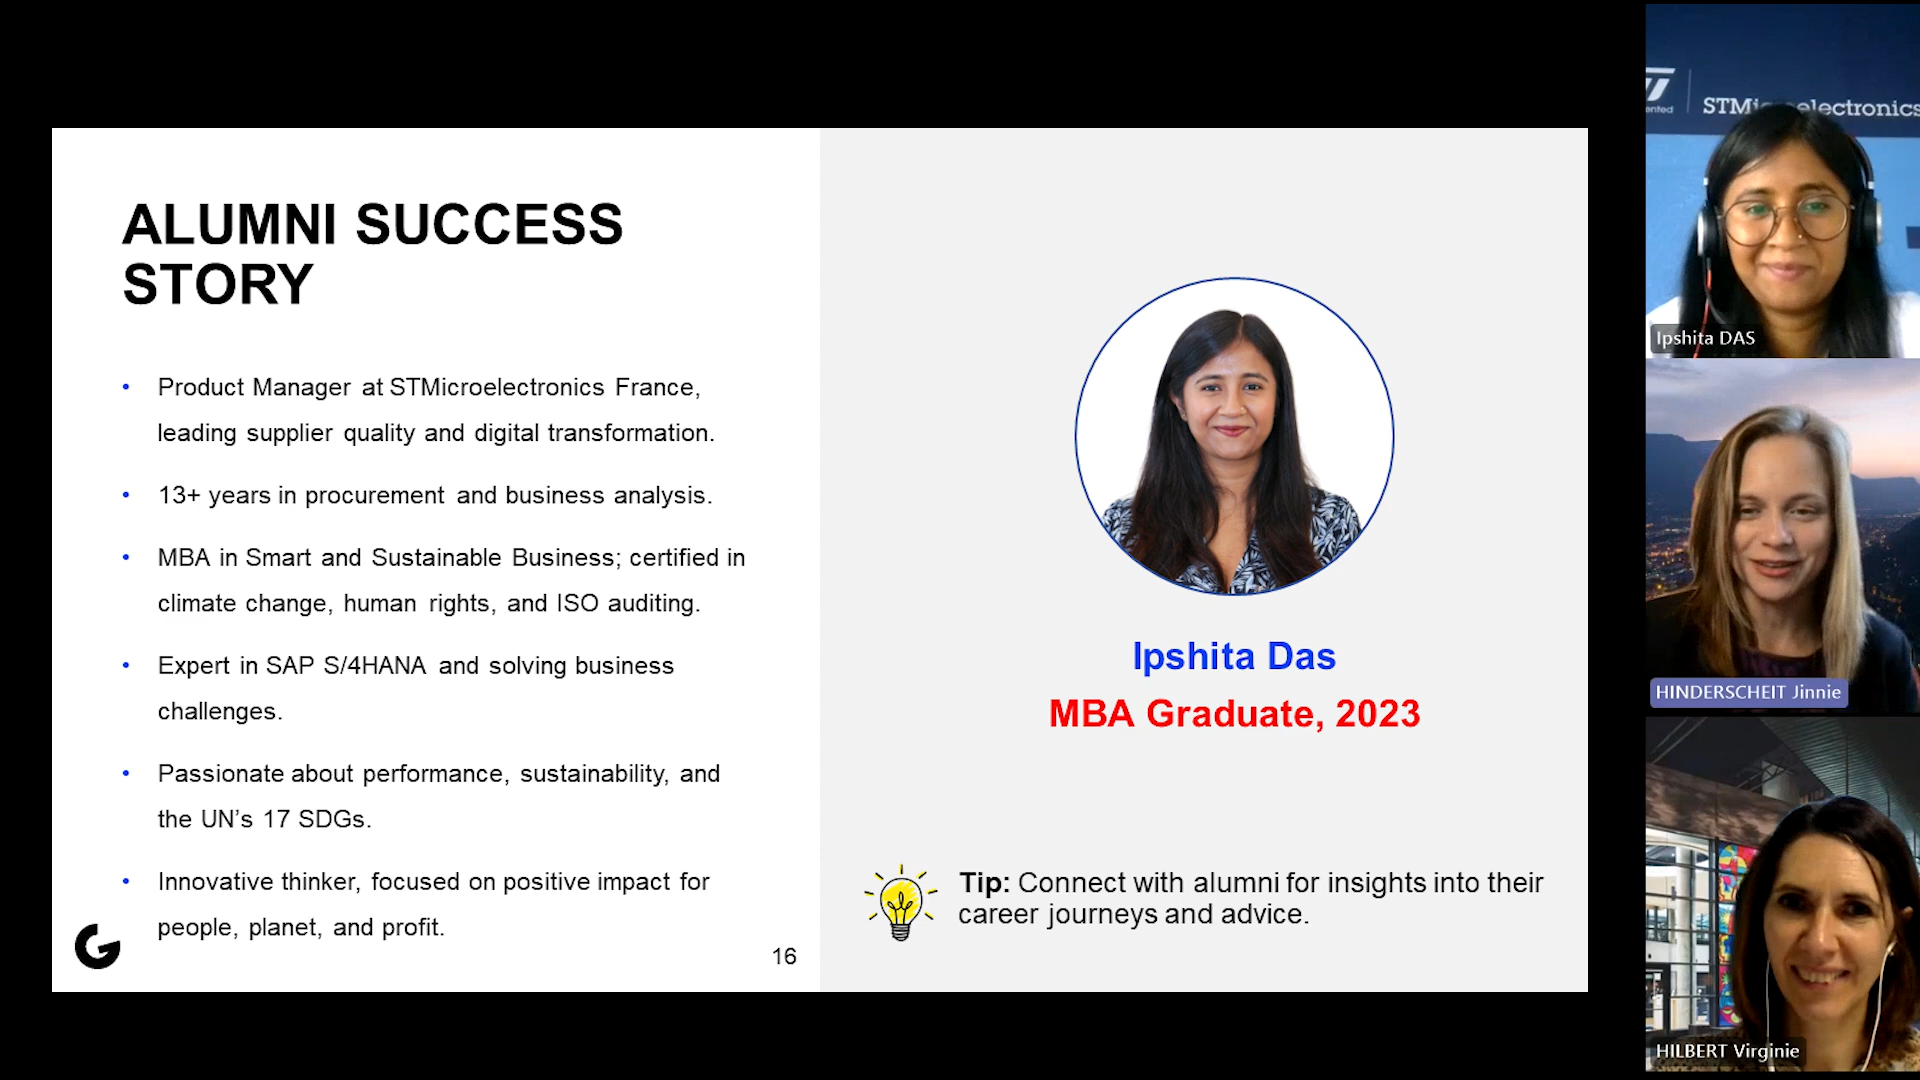 ALUMNI SUCCESS
STORY
• Product Manager at STMicroelectronics France,
leading supplier quality and digital transformation.
• 13+ years in procurement and business analysis.
• MBA in Smart and Sustainable Business; certified in
climate change, human rights, and ISO auditing.
• Expert in SAP S/4HANA and solving business
challenges.
• Passionate about performance, sustainability, and
the UN’s 17 SDGs.
• Innovative thinker, focused on positive impact for
people, planet, and profit.
16
Ipshita Das
MBA Graduate, 2023
Tip: Connect with alumni for insights into their
career journeys and advice.
Ipshita DAS
HINDERSCHEIT Jinnie
HILBERT Virginie